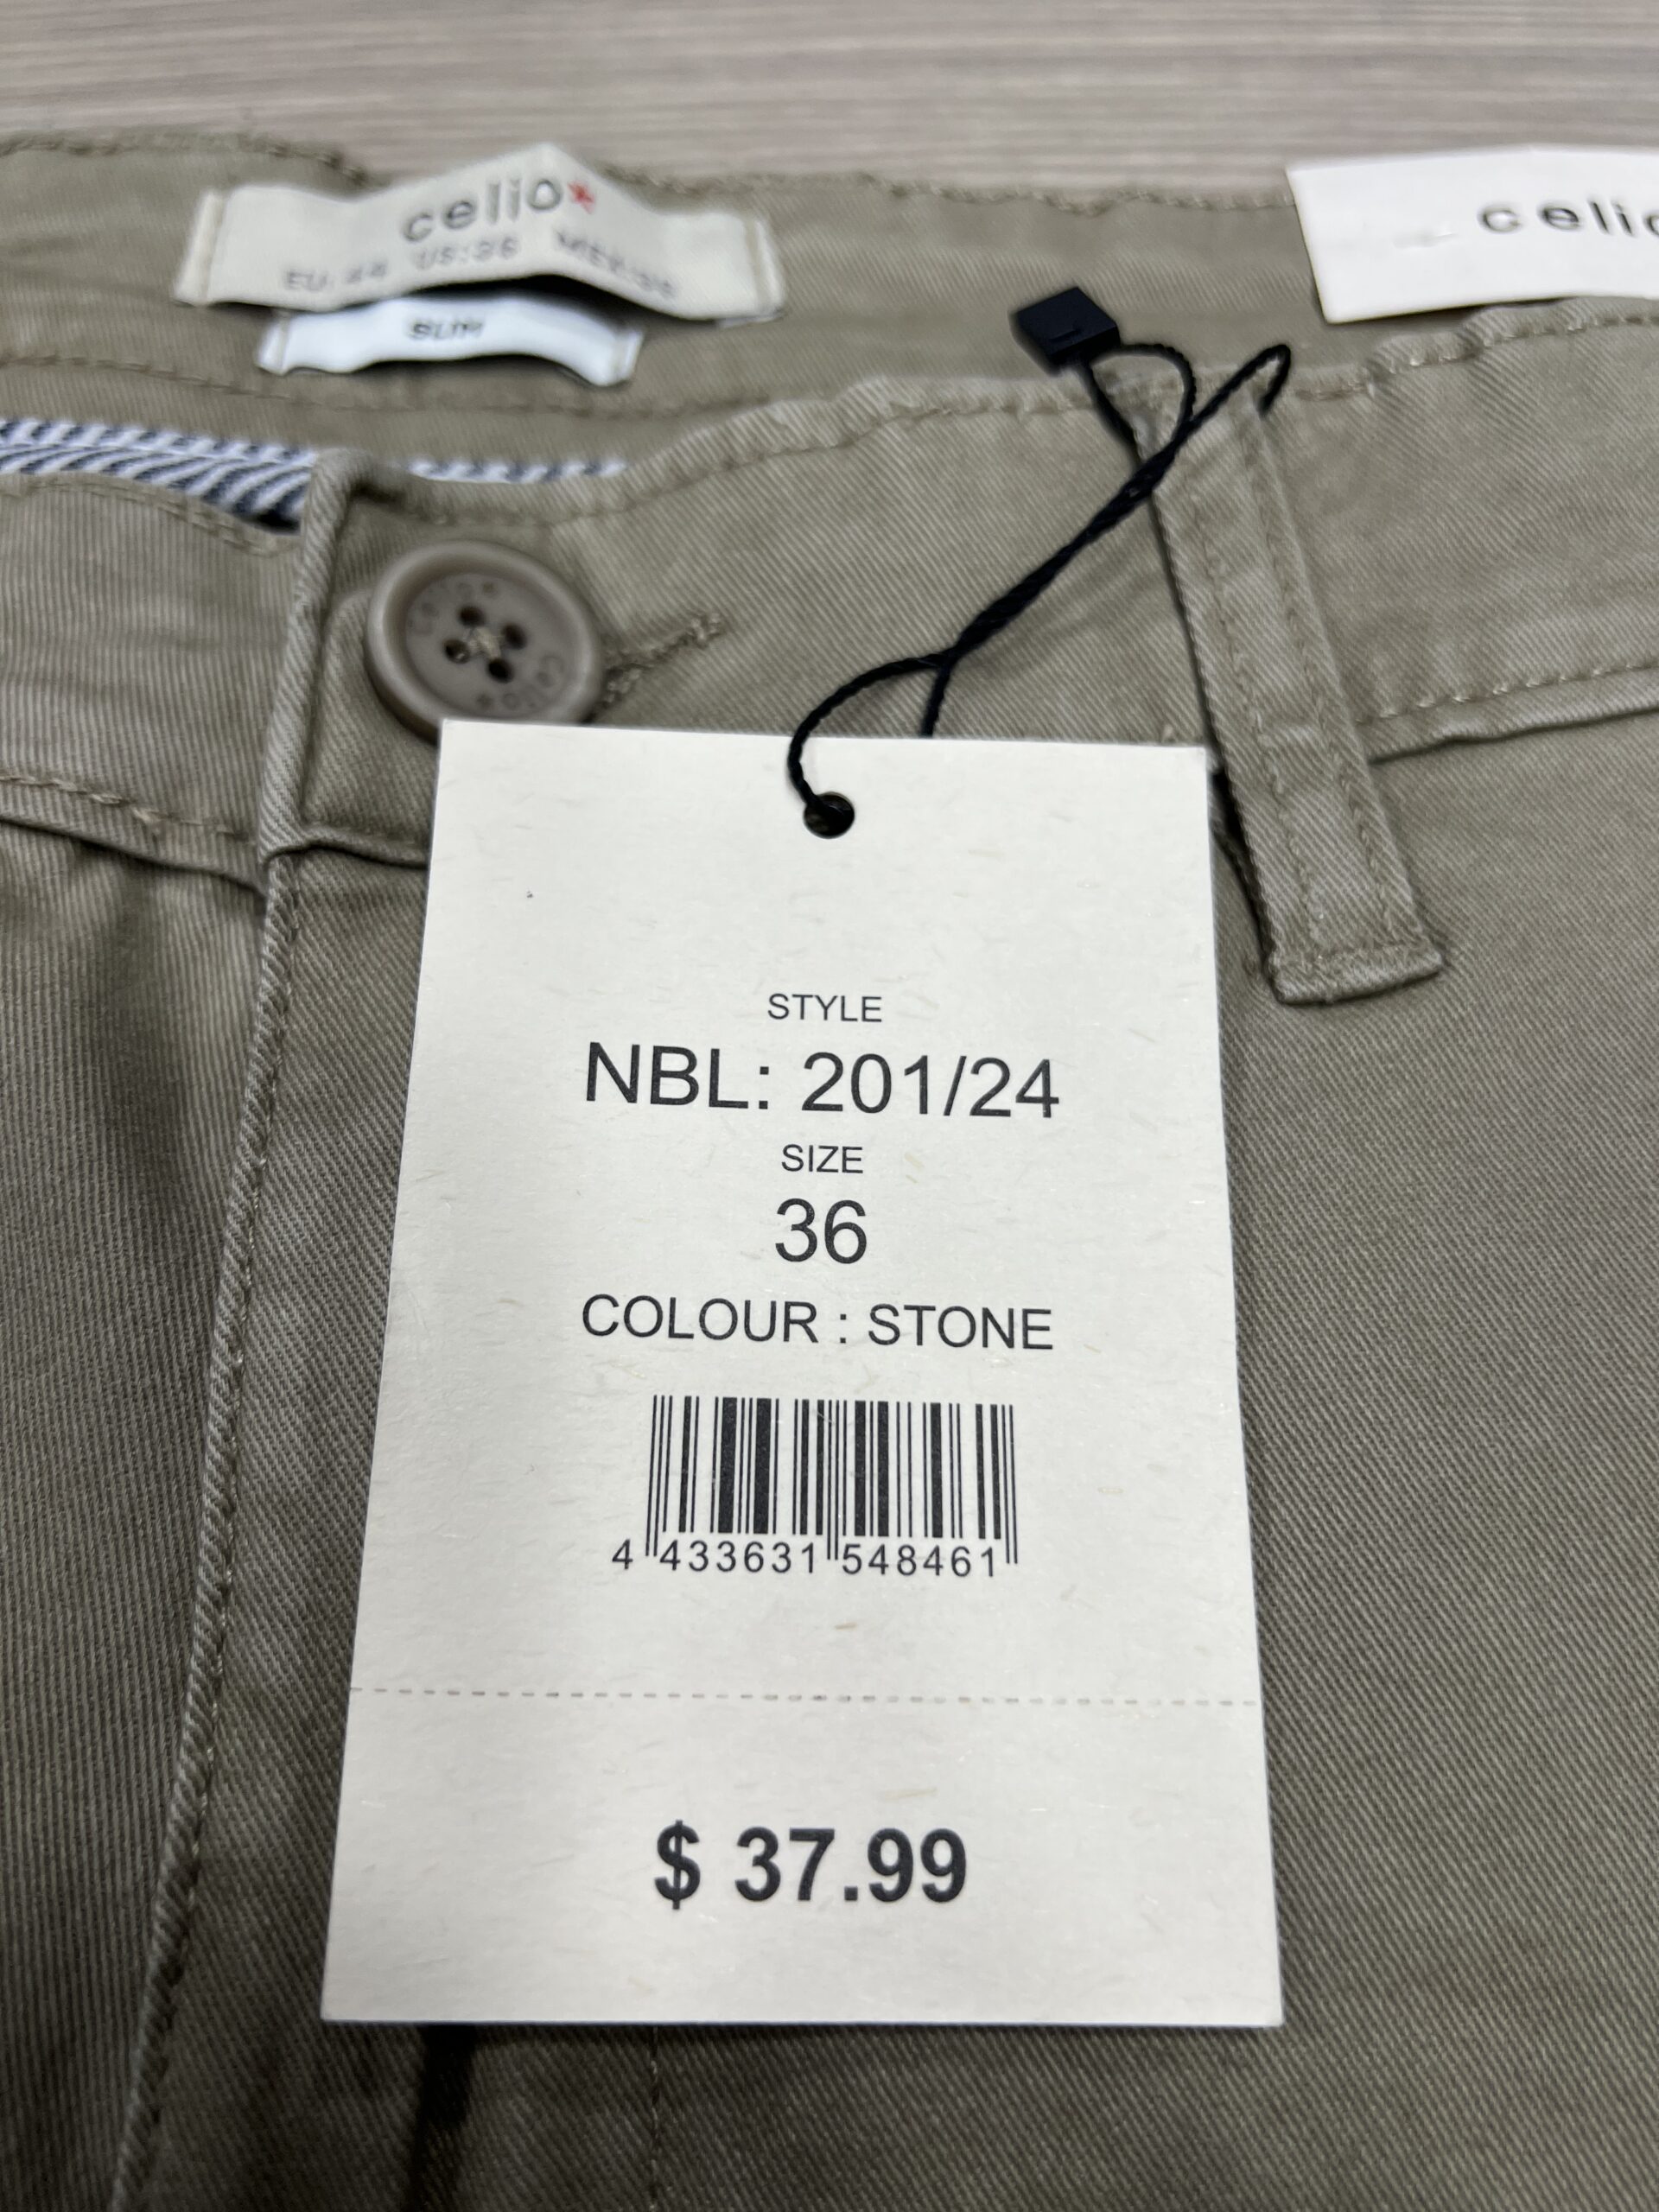 celio*
EU: 44 US:36 MEX:36
SLIM
celio
STYLE
NBL: 201/24
SIZE
36
COLOUR : STONE
4 433631 548461
$ 37.99